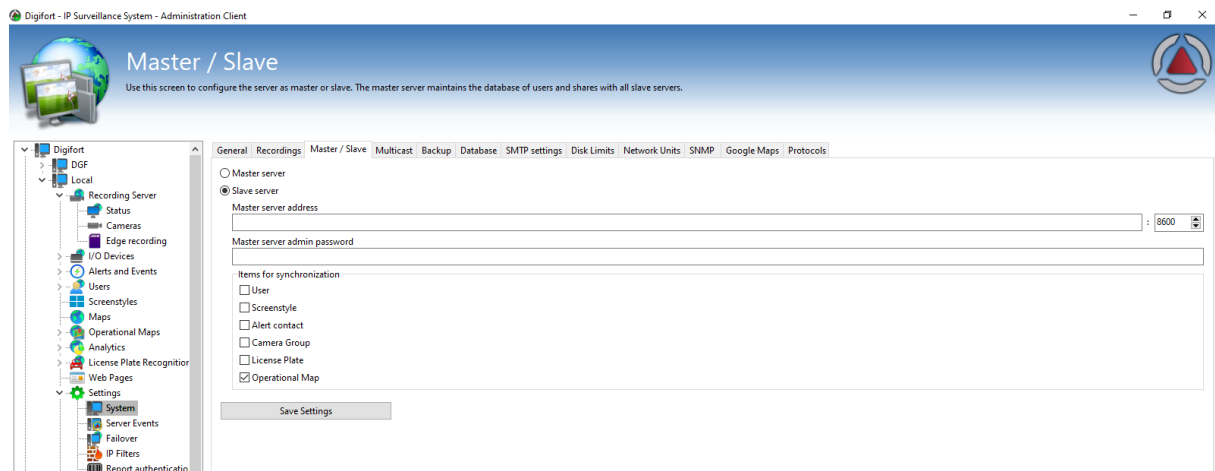 Digifort - IP Surveillance System - Administration Client
Master / Slave
Use this screen to configure the server as master or slave. The master server maintains the database of users and shares with all slave servers.
Digifort
DGF
Local
Recording Server
Status
Cameras
Edge recording
I/O Devices
Alerts and Events
Users
Screenstyles
Maps
Operational Maps
Analytics
License Plate Recognition
Web Pages
Settings
System
Server Events
Failover
IP Filters
Report authenticatio
General Recordings Master / Slave Multicast Backup Database SMTP settings Disk Limits Network Units SNMP Google Maps Protocols
Master server
Slave server
Master server address
: 8600
Master server admin password
Items for synchronization
User
Screenstyle
Alert contact
Camera Group
License Plate
Operational Map
Save Settings